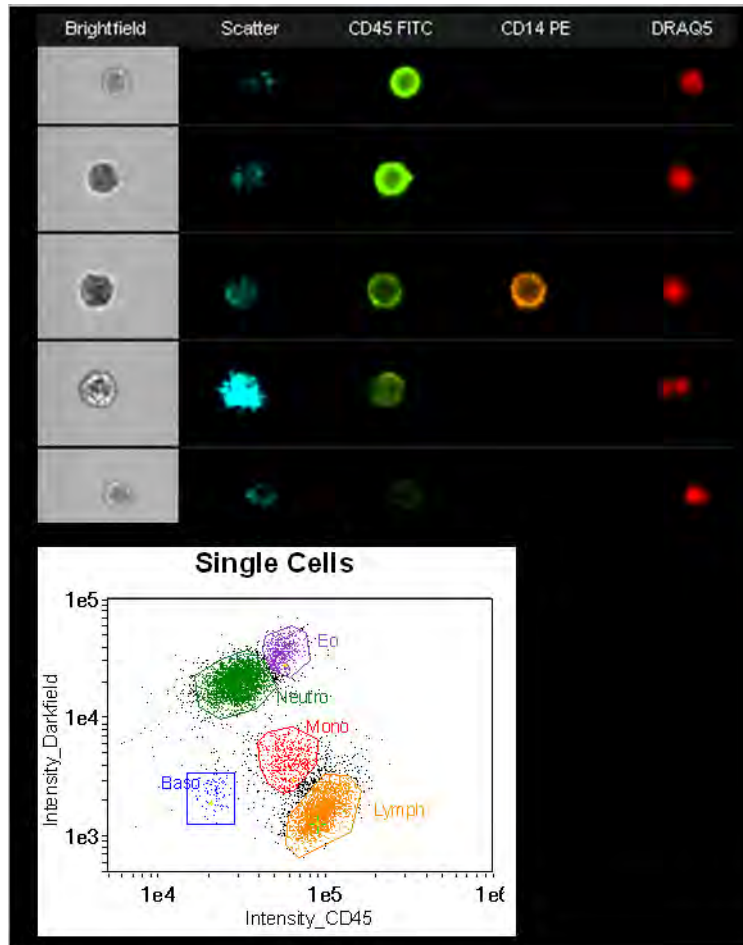 Brightfield Scatter CD45 FITC CD14 PE DRAQ5
Single Cells
1e5
Eo
Neutro
1e4
Mono
Baso
Lymph
1e3
Intensity_Darkfield
1e4 1e5 1e6
Intensity_CD45